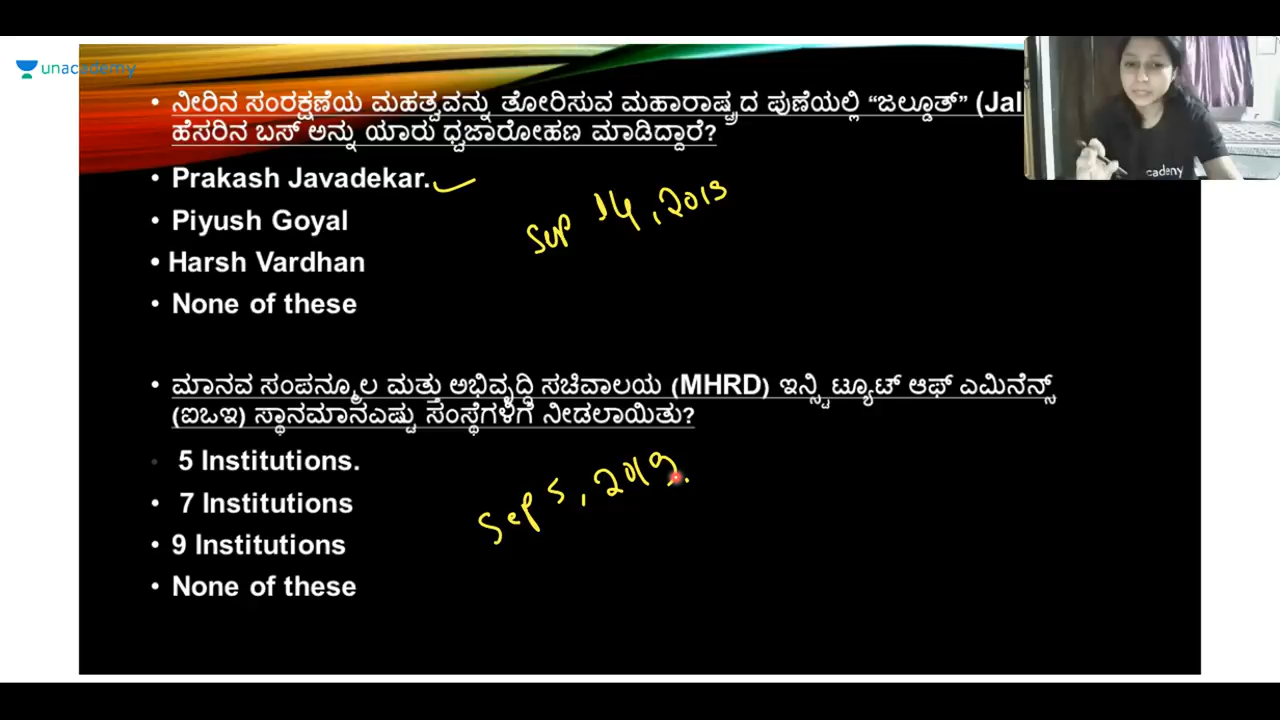 unacademy
• ನೀರಿನ ಸಂರಕ್ಷಣೆಯ ಮಹತ್ವವನ್ನು ತೋರಿಸುವ ಮಹಾರಾಷ್ಟ್ರದ ಪುಣೆಯಲ್ಲಿ “ಜಲ್ದೂತ್” (Jal
ಹೆಸರಿನ ಬಸ್ ಅನ್ನು ಯಾರು ಧ್ವಜಾರೋಹಣ ಮಾಡಿದ್ದಾರೆ?
• Prakash Javadekar.
• Piyush Goyal
Sep 14, 2019
• Harsh Vardhan
• None of these
• ಮಾನವ ಸಂಪನ್ಮೂಲ ಮತ್ತು ಅಭಿವೃದ್ಧಿ ಸಚಿವಾಲಯ (MHRD) ಇನ್ಸ್ಟಿಟ್ಯೂಟ್ ಆಫ್ ಎಮಿನೆನ್ಸ್
(ಐಒಇ) ಸ್ಥಾನಮಾನಎಷ್ಟು ಸಂಸ್ಥೆಗಳಿಗೆ ನೀಡಲಾಯಿತು?
• 5 Institutions.
• 7 Institutions
Sep 5, 2019
• 9 Institutions
• None of these